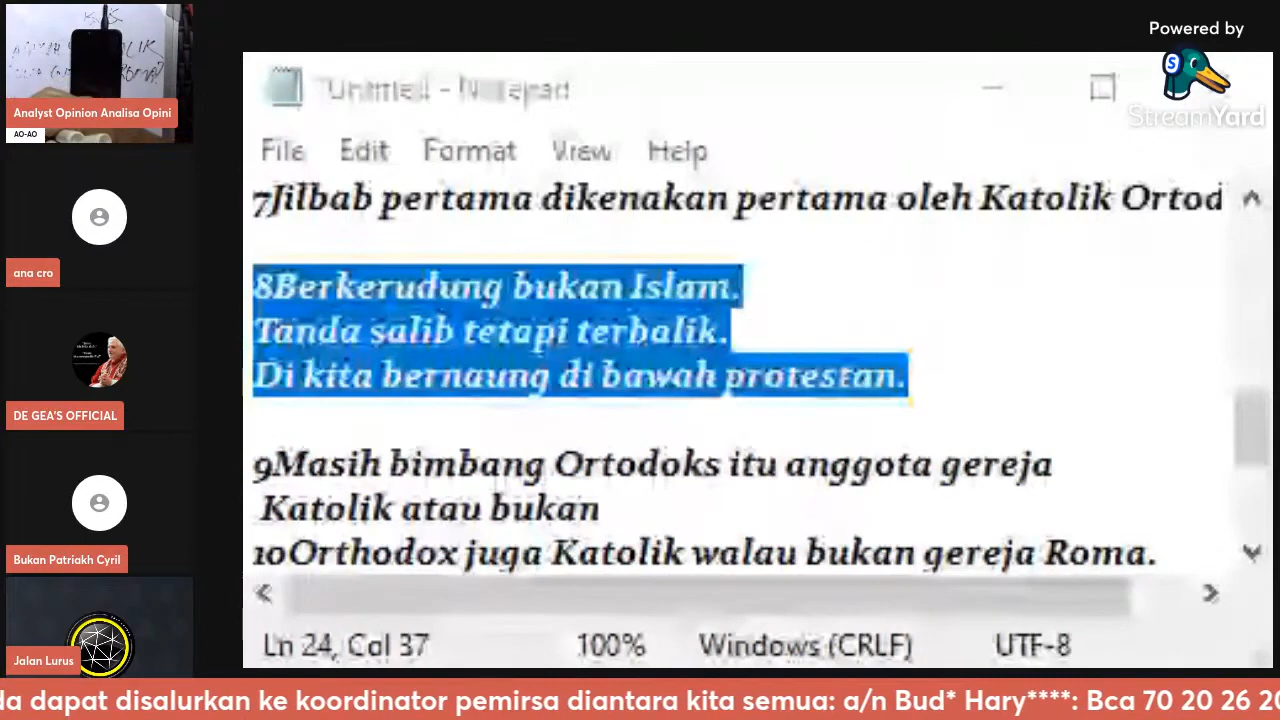 Powered by
StreamYard
Analyst Opinion Analisa Opini
AO-AO
ana cro
DE GEA'S OFFICIAL
Bukan Patriakh Cyril
Jalan Lurus
*Untitled - Notepad
File Edit Format View Help
7Jilbab pertama dikenakan pertama oleh Katolik Ortod
8Berkerudung bukan Islam.
Tanda salib tetapi terbalik.
Di kita bernaung di bawah protestan.
9Masih bimbang Ortodoks itu anggota gereja
Katolik atau bukan
10Orthodox juga Katolik walau bukan gereja Roma.
Ln 24, Col 37 100% Windows (CRLF) UTF-8
da dapat disalurkan ke koordinator pemirsa diantara kita semua: a/n Bud* Hary****: Bca 70 20 26 20